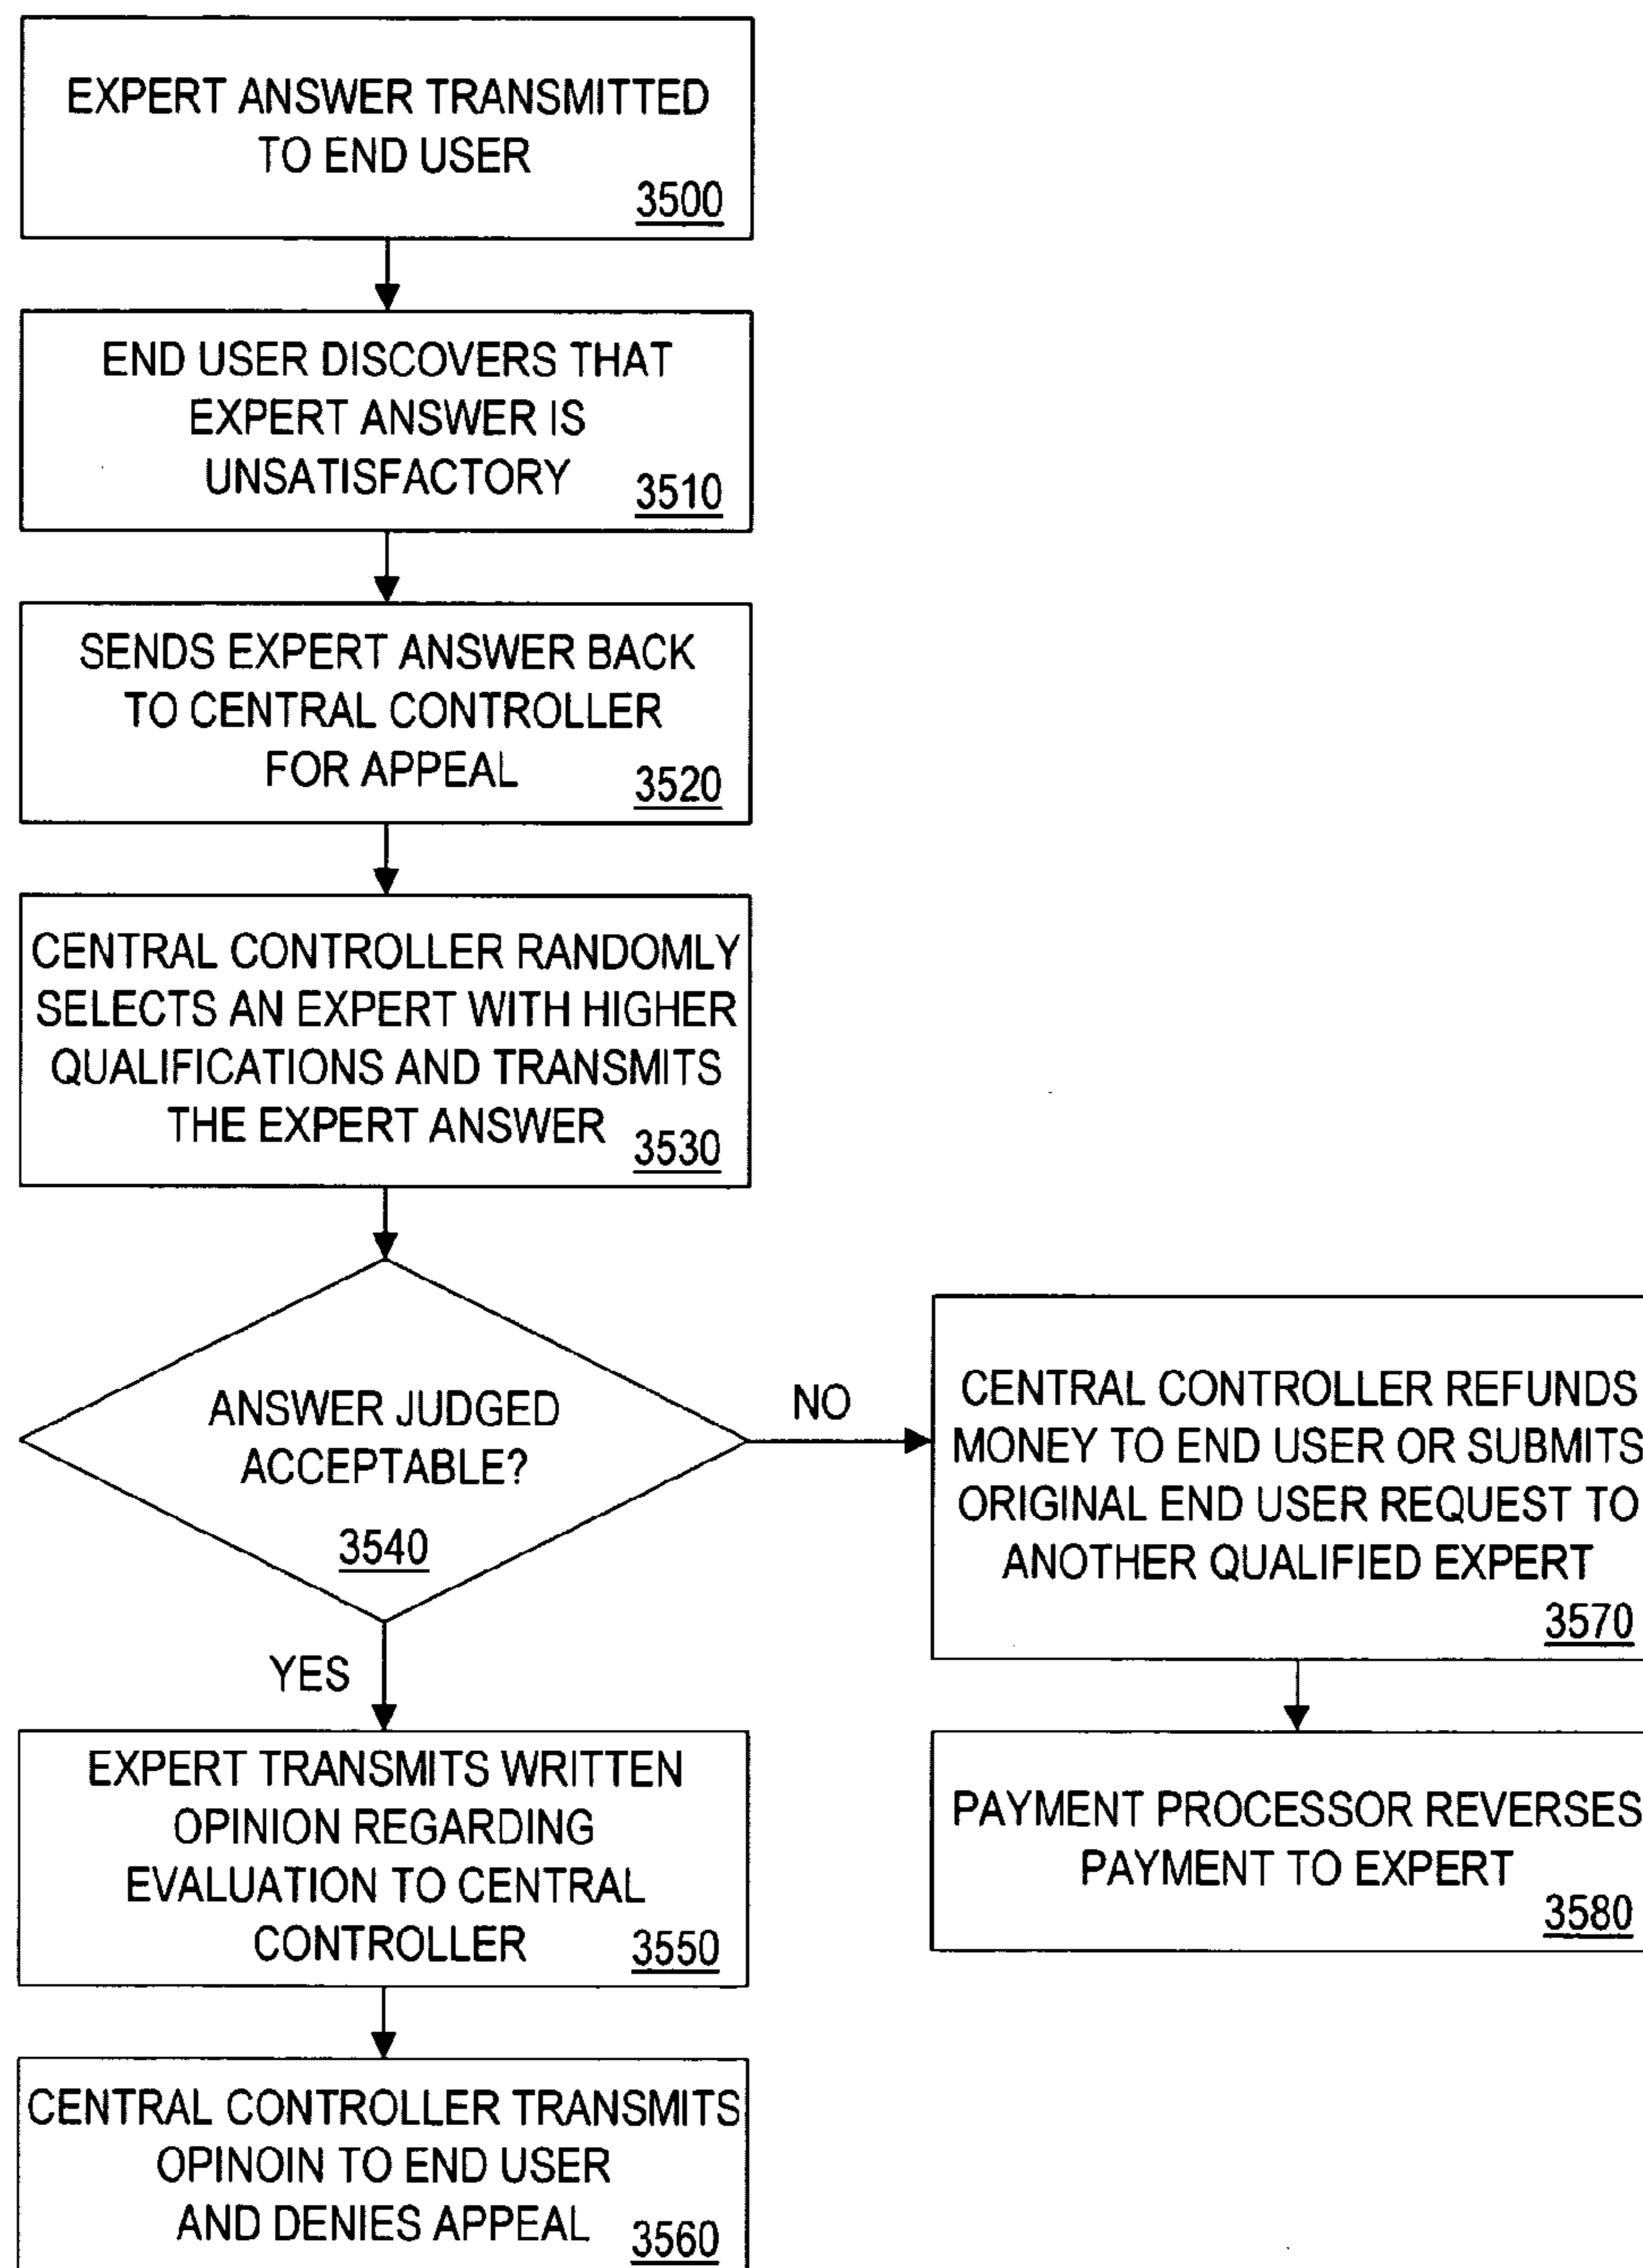 EXPERT ANSWER TRANSMITTED
TO END USER
3500
END USER DISCOVERS THAT
EXPERT ANSWER IS
UNSATISFACTORY 3510
SENDS EXPERT ANSWER BACK
TO CENTRAL CONTROLLER
FOR APPEAL 3520
CENTRAL CONTROLLER RANDOMLY
SELECTS AN EXPERT WITH HIGHER
QUALIFICATIONS AND TRANSMITS
THE EXPERT ANSWER 3530
ANSWER JUDGED
ACCEPTABLE?
3540
NO
CENTRAL CONTROLLER REFUNDS
MONEY TO END USER OR SUBMITS
ORIGINAL END USER REQUEST TO
ANOTHER QUALIFIED EXPERT
3570
YES
EXPERT TRANSMITS WRITTEN
OPINION REGARDING
EVALUATION TO CENTRAL
CONTROLLER 3550
PAYMENT PROCESSOR REVERSES
PAYMENT TO EXPERT
3580
CENTRAL CONTROLLER TRANSMITS
OPINOIN TO END USER
AND DENIES APPEAL 3560